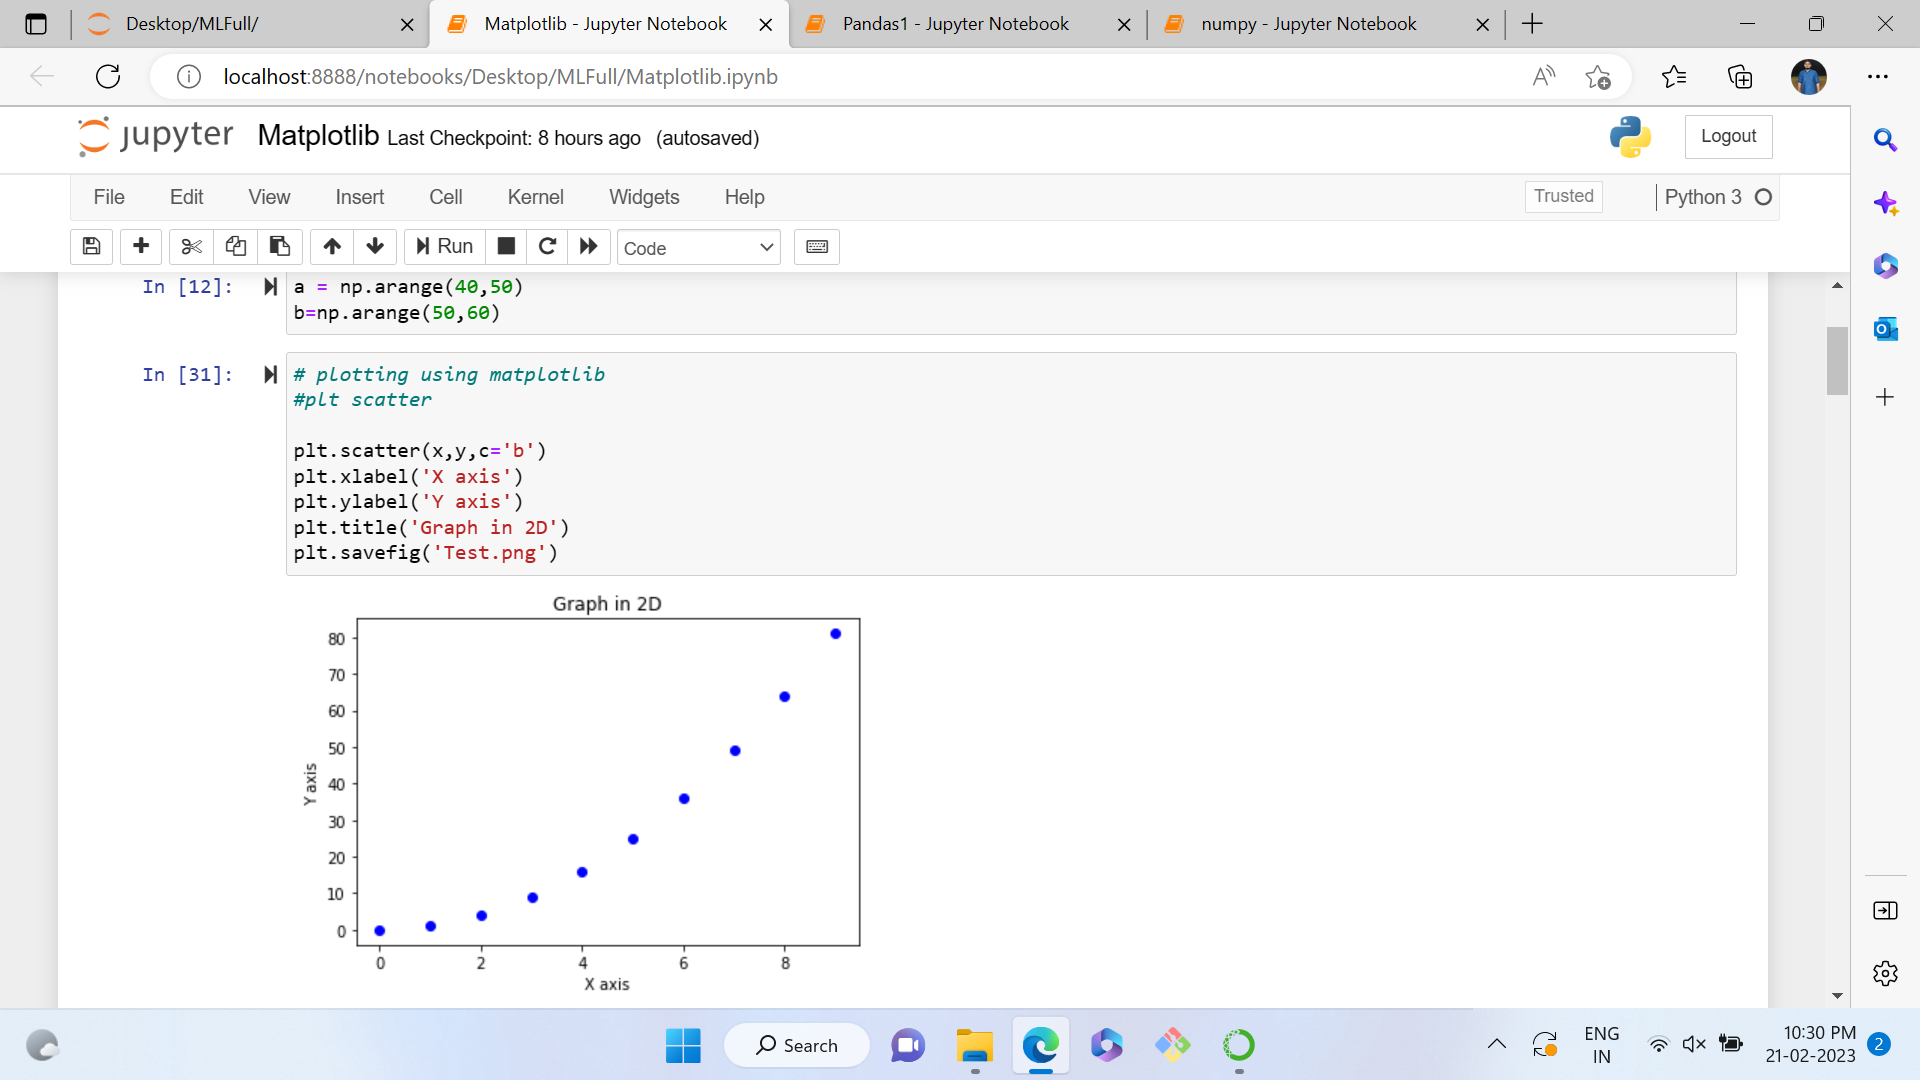 Desktop/MLFull/
Matplotlib - Jupyter Notebook
Pandas1 - Jupyter Notebook
numpy - Jupyter Notebook
localhost:8888/notebooks/Desktop/MLFull/Matplotlib.ipynb
jupyter Matplotlib Last Checkpoint: 8 hours ago (autosaved)
Logout
File Edit View Insert Cell Kernel Widgets Help
Trusted
Python 3
Run
Code
In [12]:
a = np.arange(40,50)
b=np.arange(50,60)
In [31]:
# plotting using matplotlib
#plt scatter
plt.scatter(x,y,c='b')
plt.xlabel('X axis')
plt.ylabel('Y axis')
plt.title('Graph in 2D')
plt.savefig('Test.png')
Graph in 2D
80
70
60
50
40
30
20
10
0
Y axis
0 2 4 6 8
X axis
Search
ENG
IN
10:30 PM
21-02-2023
2